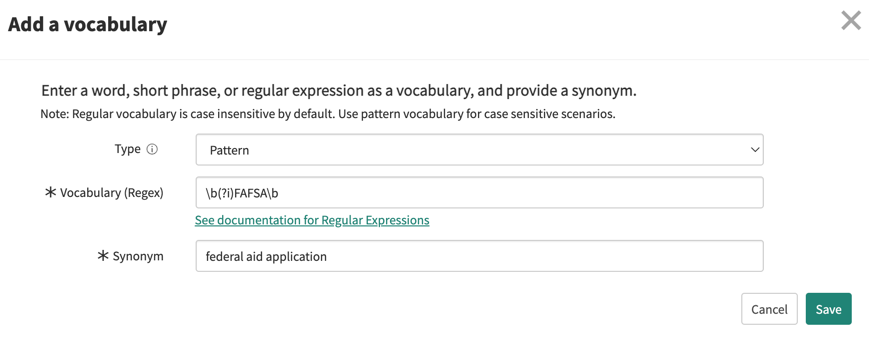 Add a vocabulary
Enter a word, short phrase, or regular expression as a vocabulary, and provide a synonym.
Note: Regular vocabulary is case insensitive by default. Use pattern vocabulary for case sensitive scenarios.
Type
Pattern
Vocabulary (Regex)
\b(?i)FAFSA\b
See documentation for Regular Expressions
Synonym
federal aid application
Cancel
Save